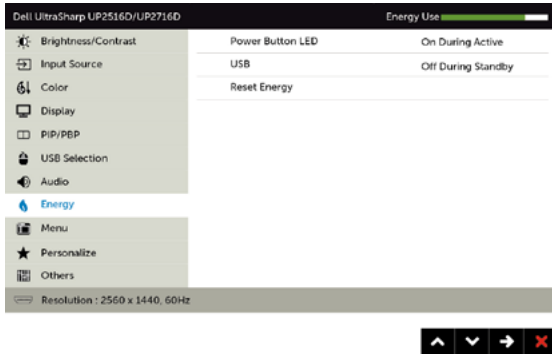 Dell UltraSharp UP2516D/UP2716D Energy Use
Brightness/Contrast Power Button LED On During Active
Input Source USB Off During Standby
Color Reset Energy
Display
PIP/PBP
USB Selection
Audio
Energy
Menu
Personalize
Others
Resolution : 2560 x 1440, 60Hz